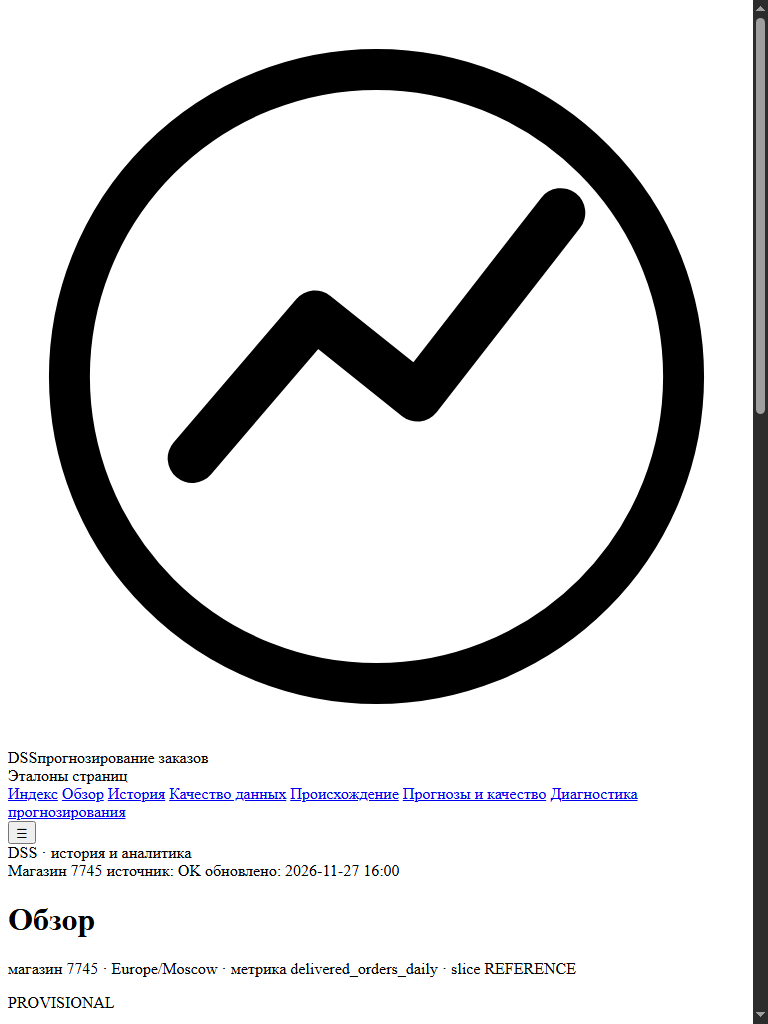 DSSпрогнозирование заказов
Эталоны страниц
Индекс Обзор История Качество данных Происхождение Прогнозы и качество Диагностика
прогнозирования
☰
DSS · история и аналитика
Магазин 7745 источник: OK обновлено: 2026-11-27 16:00
Обзор
магазин 7745 · Europe/Moscow · метрика delivered_orders_daily · slice REFERENCE
PROVISIONAL